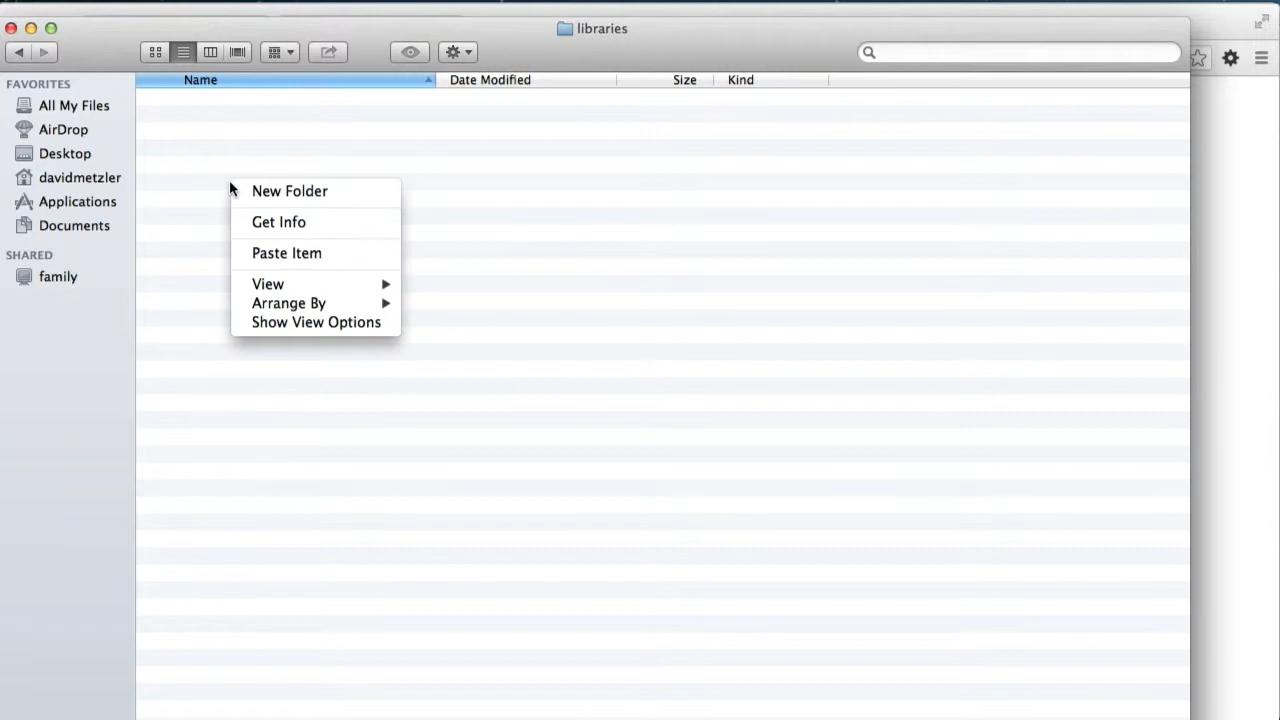 libraries
Name Date Modified Size Kind
FAVORITES
All My Files
AirDrop
Desktop
davidmetzler
Applications
Documents
SHARED
family
New Folder
Get Info
Paste Item
View
Arrange By
Show View Options